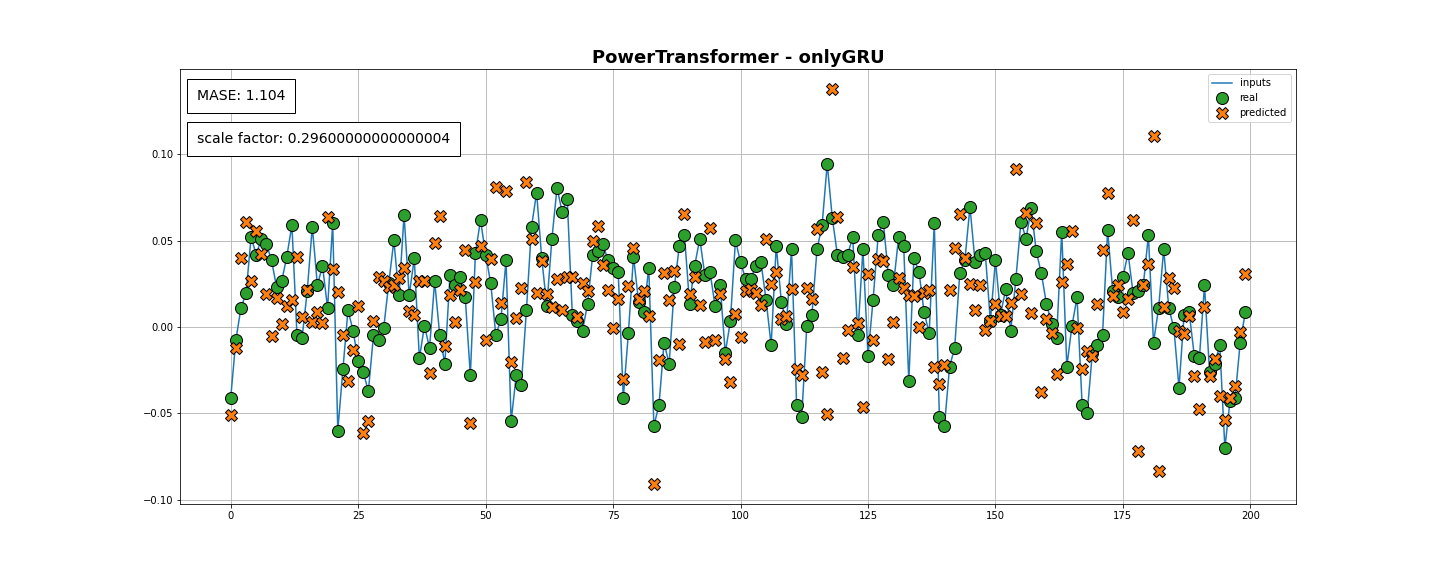 PowerTransformer - onlyGRU
MASE: 1.104
scale factor: 0.29600000000000004
inputs
real
predicted
0.10
0.05
0.00
−0.05
−0.10
0 25 50 75 100 125 150 175 200